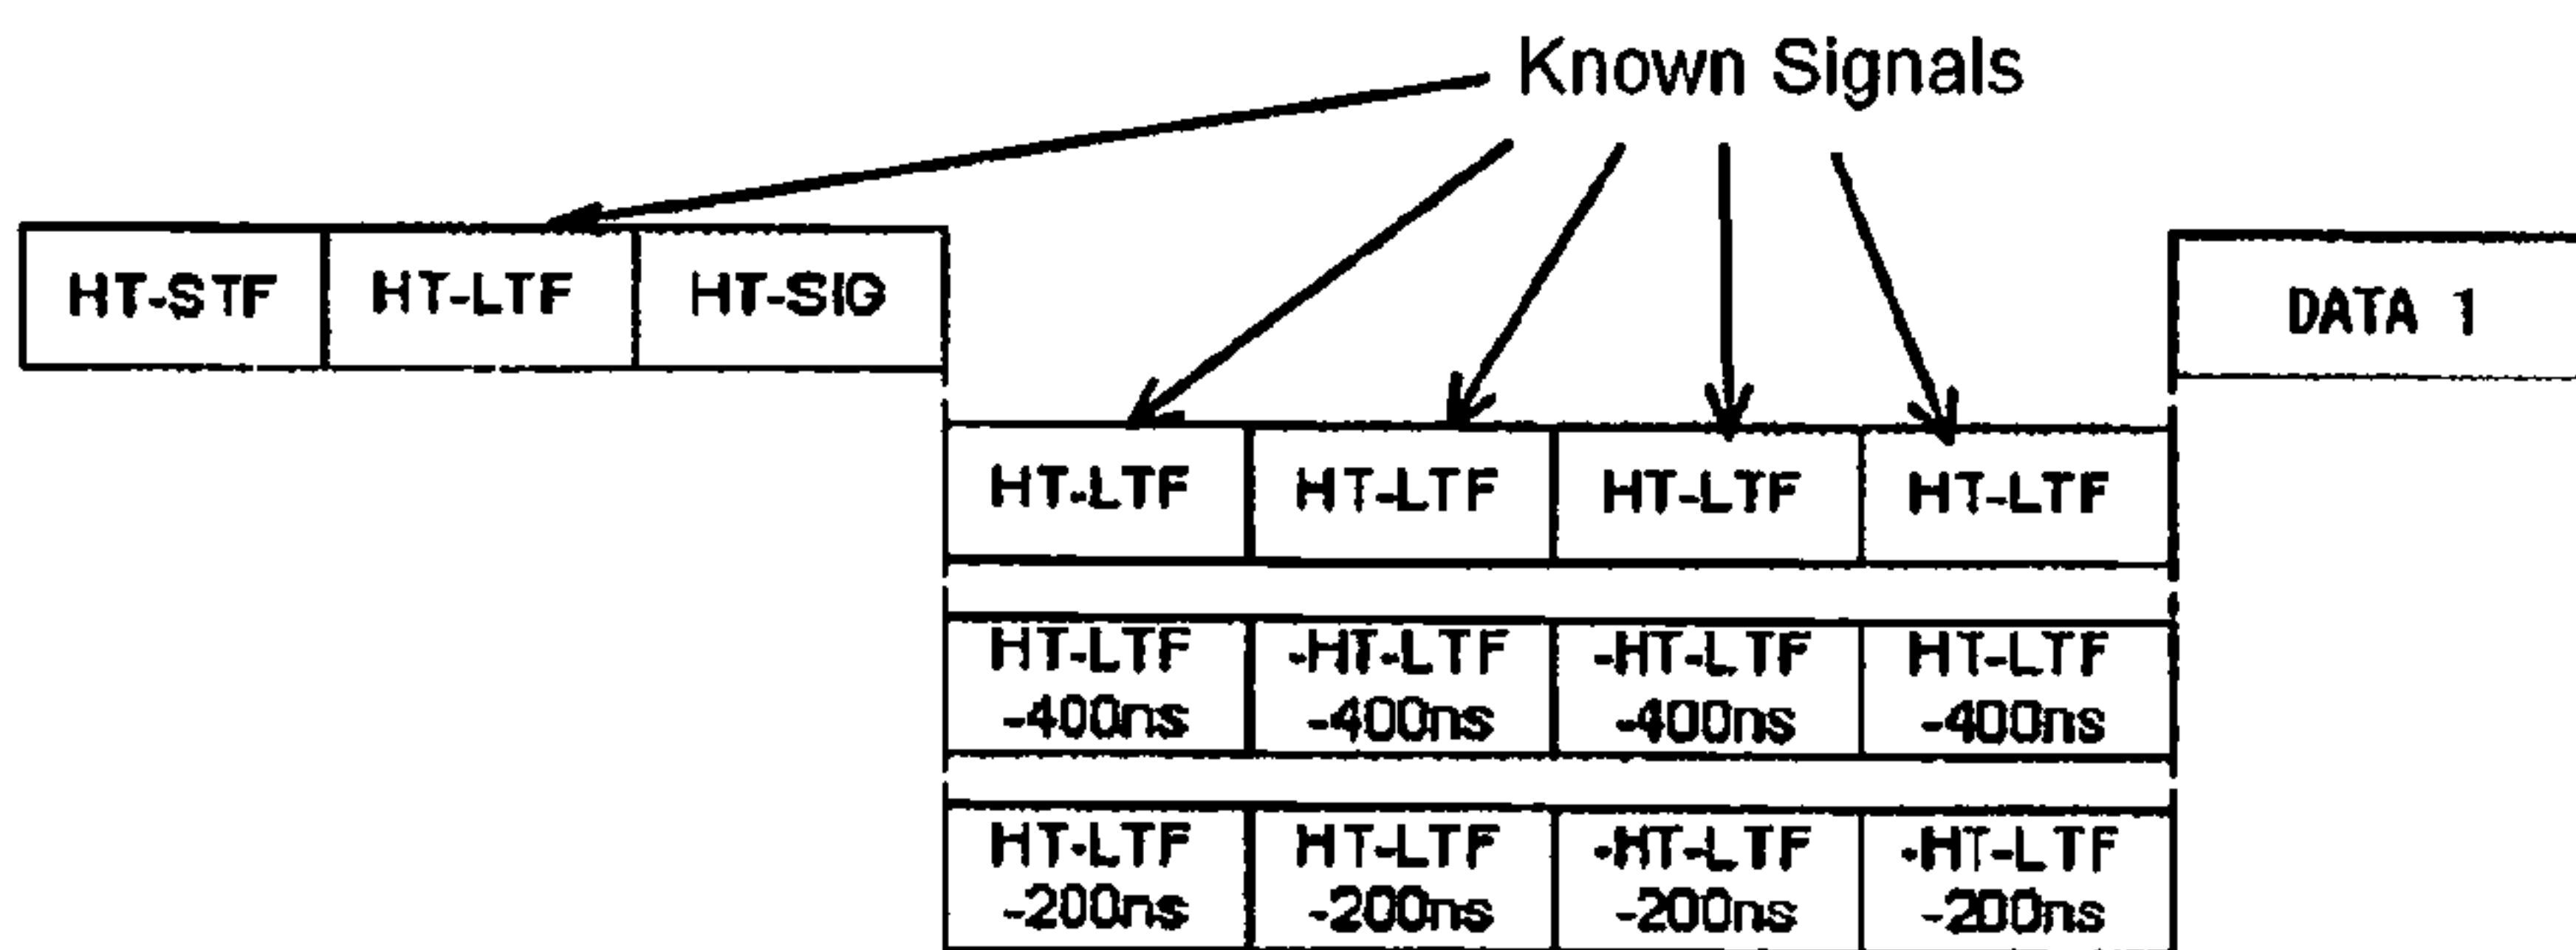 Known Signals
HT-STF HT-LTF HT-SIG DATA 1
HT-LTF HT-LTF HT-LTF HT-LTF
HT-LTF -HT-LTF -HT-LTF HT-LTF
-400ns -400ns -400ns -400ns
HT-LTF HT-LTF -HT-LTF -HT-LTF
-200ns -200ns -200ns -200ns